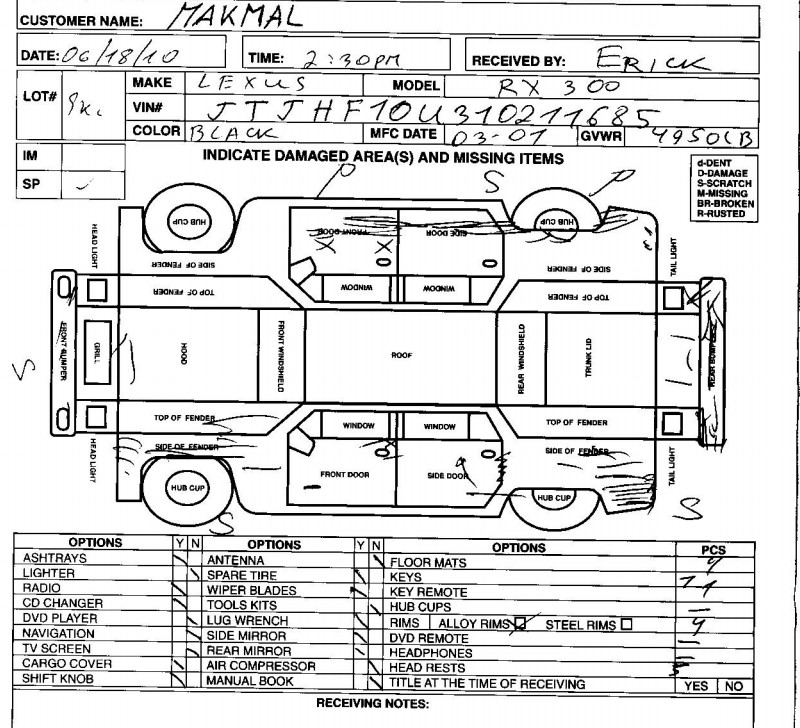 CUSTOMER NAME: MAKMAL
DATE: 06/18/10 TIME: 2:30PM RECEIVED BY: ERICK
LOT# MAKE LEXUS MODEL RX 300
VIN# JTJHF10U310211685
COLOR BLACK MFC DATE 03-01 GVWR 4950LB
IM
SP
INDICATE DAMAGED AREA(S) AND MISSING ITEMS
d-DENT
D-DAMAGE
S-SCRATCH
M-MISSING
BR-BROKEN
R-RUSTED
P S P
HUB CUP HUB CUP
HEAD LIGHT FRONT DOOR SIDE DOOR TAIL LIGHT
X X
SIDE OF FENDER SIDE OF FENDER
TOP OF FENDER WINDOW WINDOW TOP OF FENDER
S FRONT BUMPER GRILL HOOD FRONT WINDSHIELD ROOF REAR WINDSHIELD TRUNK LID REAR BUMPER
TOP OF FENDER WINDOW WINDOW TOP OF FENDER
HEAD LIGHT SIDE OF FENDER SIDE OF FENDER TAIL LIGHT
FRONT DOOR SIDE DOOR
HUB CUP HUB CUP
S S
OPTIONS Y N OPTIONS Y N OPTIONS PCS
ASHTRAYS ANTENNA FLOOR MATS
LIGHTER SPARE TIRE KEYS
RADIO WIPER BLADES KEY REMOTE
CD CHANGER TOOLS KITS HUB CUPS —
DVD PLAYER LUG WRENCH RIMS ALLOY RIMS STEEL RIMS 4
NAVIGATION SIDE MIRROR DVD REMOTE —
TV SCREEN REAR MIRROR HEADPHONES —
CARGO COVER AIR COMPRESSOR HEAD RESTS 5
SHIFT KNOB MANUAL BOOK TITLE AT THE TIME OF RECEIVING YES NO
RECEIVING NOTES: